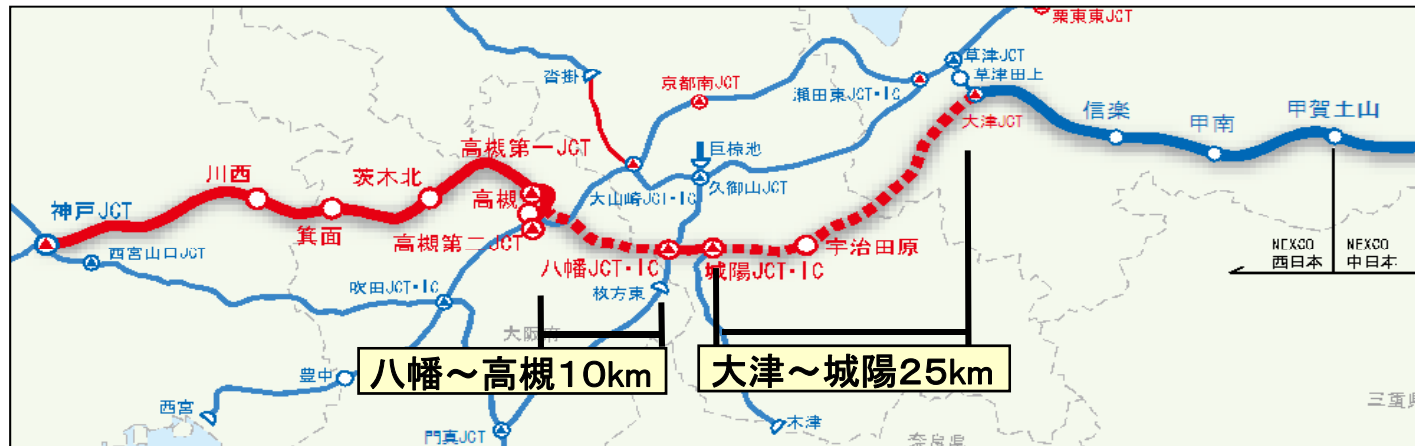 栗東東JCT
草津JCT
草津田上
沓掛
京都南JCT
瀬田東JCT・IC
大津JCT
信楽
甲南
甲賀土山
高槻第一JCT
巨椋池
川西
茨木北
高槻
大山崎JCT・IC
久御山JCT
神戸JCT
箕面
高槻第二JCT
宇治田原
西宮山口JCT
八幡JCT・IC
城陽JCT・IC
NEXCO
西日本
NEXCO
中日本
吹田JCT・IC
枚方東
大阪府
八幡～高槻10km
大津～城陽25km
豊中
西宮
門真JCT
木津
三重県
奈良県